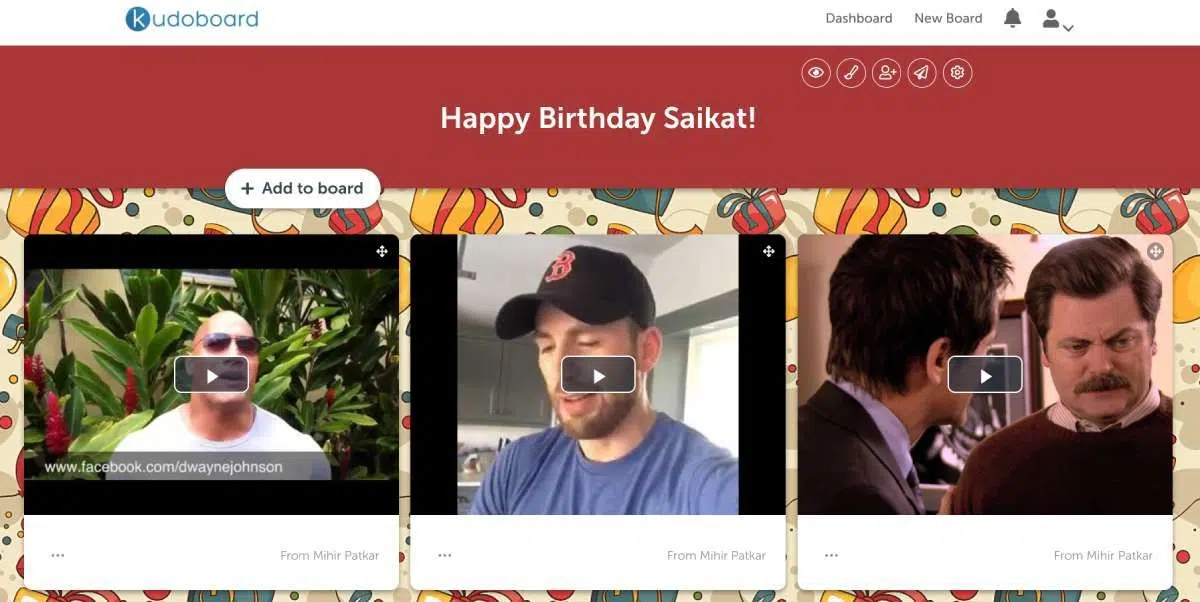 kudoboard
Dashboard
New Board
Happy Birthday Saikat!
+ Add to board
B
www.facebook.com/dwaynejohnson
From Mihir Patkar
From Mihir Patkar
From Mihir Patkar